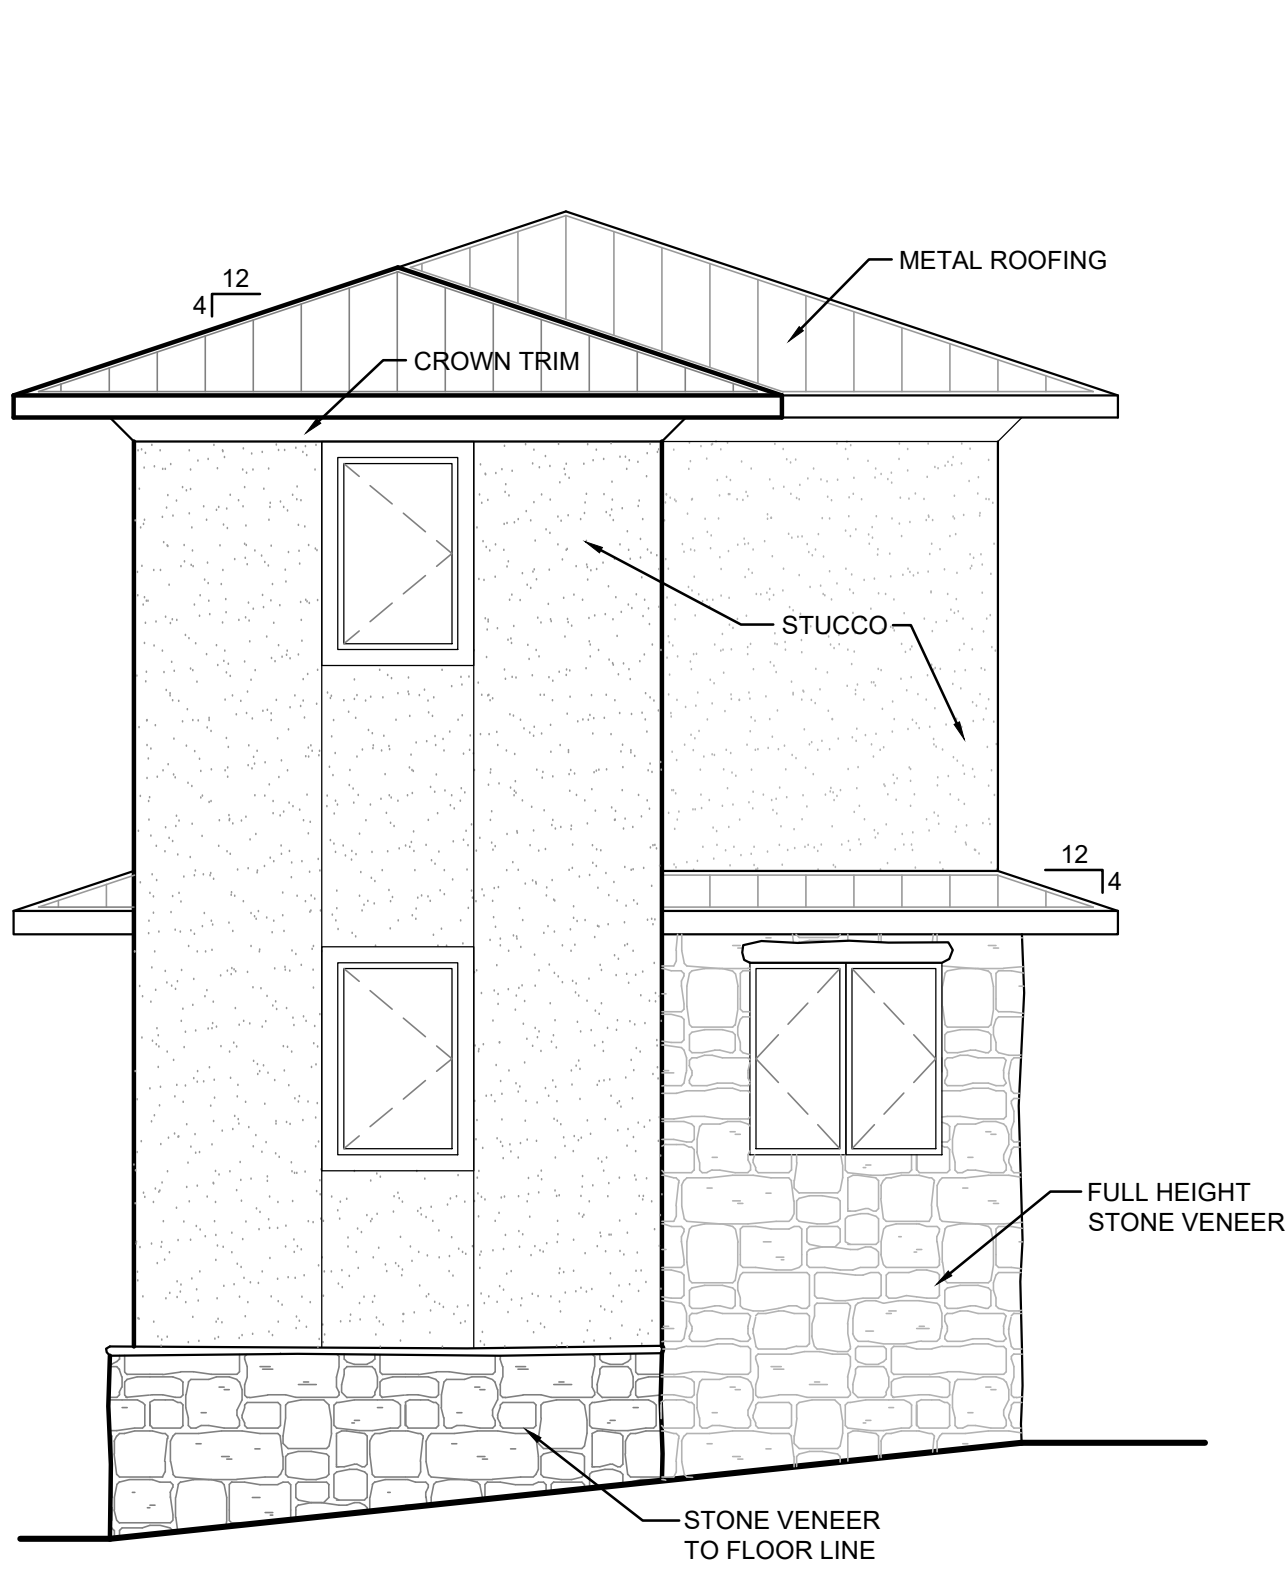 METAL ROOFING
12
4
CROWN TRIM
STUCCO
12
4
FULL HEIGHT
STONE VENEER
STONE VENEER
TO FLOOR LINE